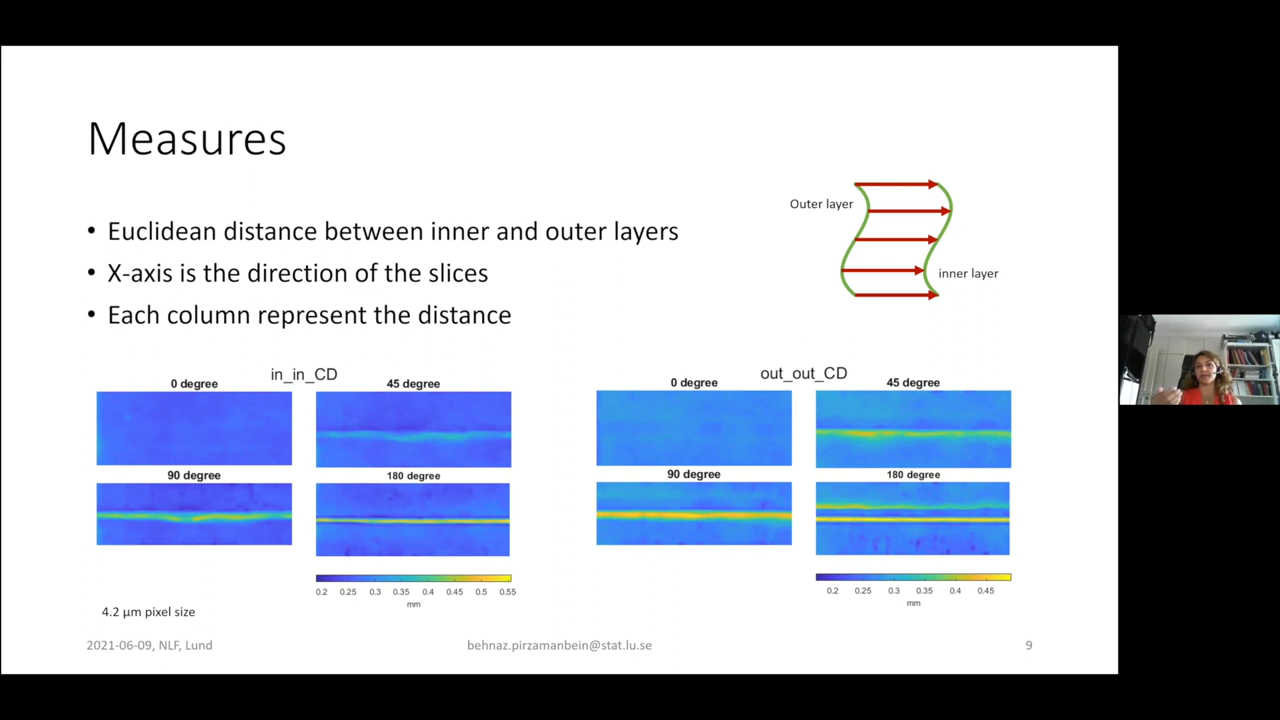 Measures
• Euclidean distance between inner and outer layers
• X-axis is the direction of the slices
• Each column represent the distance
Outer layer
inner layer
in_in_CD
0 degree
45 degree
90 degree
180 degree
0.2 0.25 0.3 0.35 0.4 0.45 0.5 0.55
mm
out_out_CD
0 degree
45 degree
90 degree
180 degree
0.2 0.25 0.3 0.35 0.4 0.45
mm
4.2 µm pixel size
2021-06-09, NLF, Lund
behnaz.pirzamanbein@stat.lu.se
9